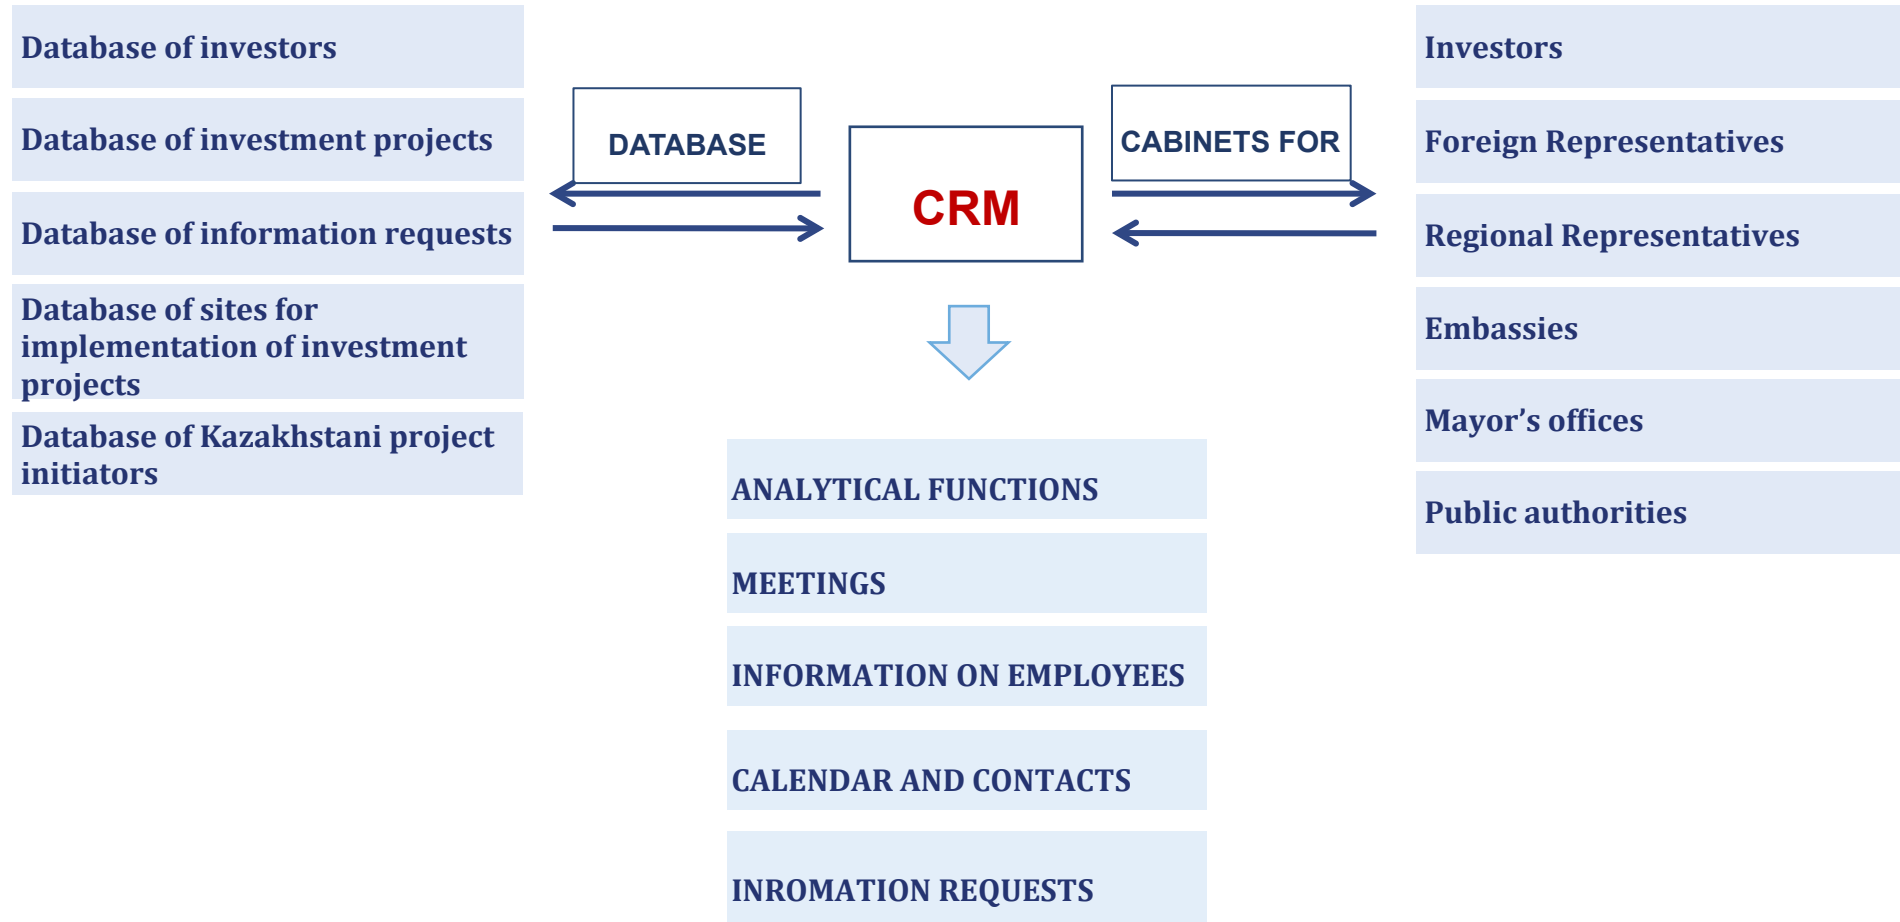 Database of investors
Database of investment projects
Database of information requests
Database of sites for
implementation of investment
projects
Database of Kazakhstani project
initiators
DATABASE
CRM
CABINETS FOR
Investors
Foreign Representatives
Regional Representatives
Embassies
Mayor’s offices
Public authorities
ANALYTICAL FUNCTIONS
MEETINGS
INFORMATION ON EMPLOYEES
CALENDAR AND CONTACTS
INROMATION REQUESTS